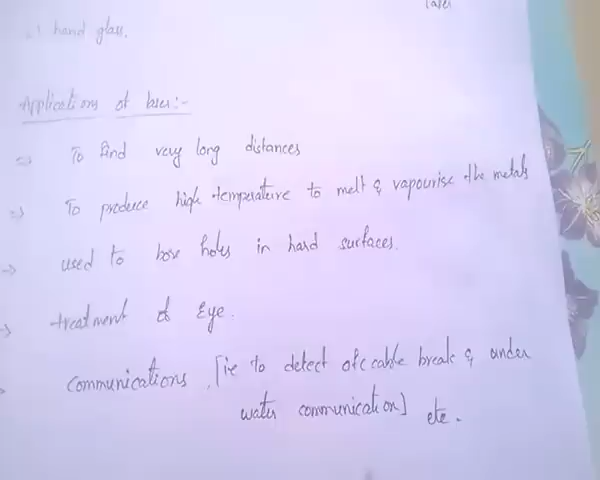 laser
hand glass.
Applications of laser:-
⇒ To find very long distances
⇒ To produce high temperature to melt & vapourise the metals
→ used to bore holes in hard surfaces.
→ treatment of Eye.
communications [ie to detect ofc cable break & under
water communication] etc.